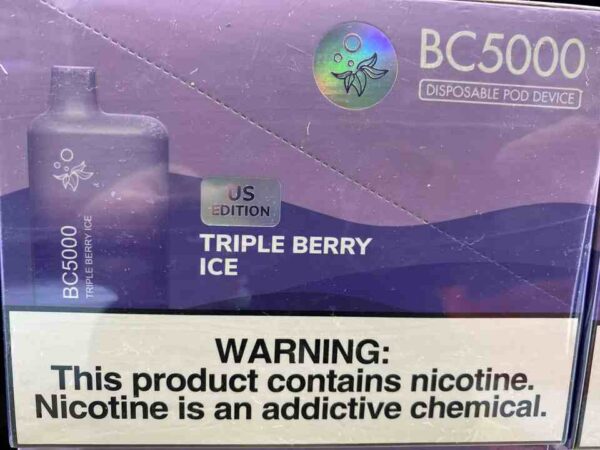 BC5000
DISPOSABLE POD DEVICE
BC5000
TRIPLE BERRY ICE
US
EDITION
TRIPLE BERRY
ICE
WARNING:
This product contains nicotine.
Nicotine is an addictive chemical.